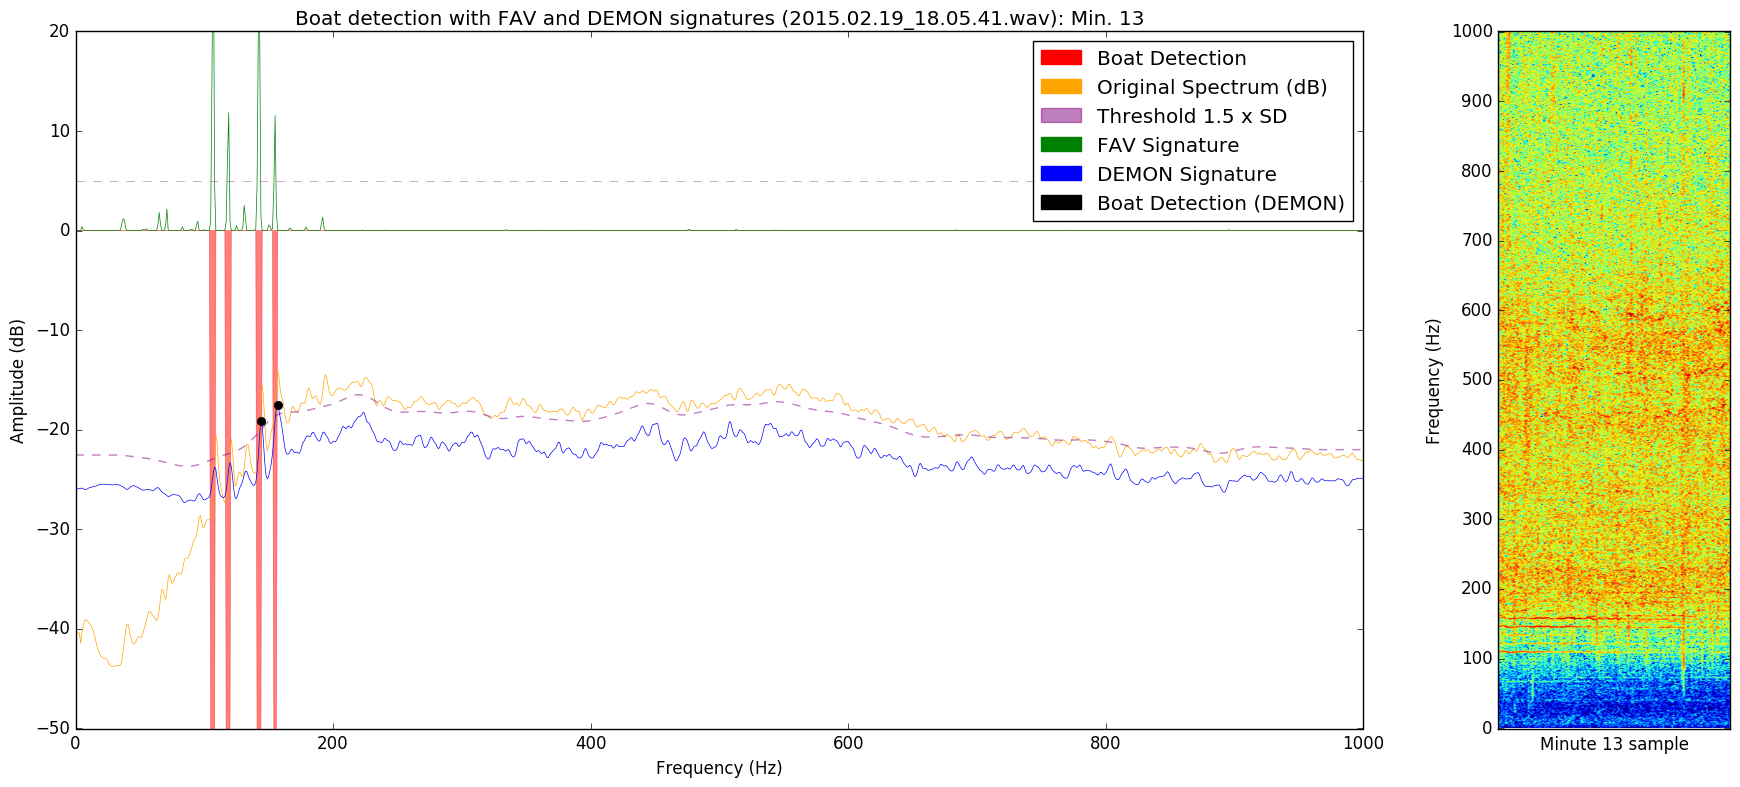 Boat detection with FAV and DEMON signatures (2015.02.19_18.05.41.wav): Min. 13
20
10
0
−10
−20
−30
−40
−50
Amplitude (dB)
0 200 400 600 800 1000
Frequency (Hz)
Boat Detection
Original Spectrum (dB)
Threshold 1.5 x SD
FAV Signature
DEMON Signature
Boat Detection (DEMON)
1000
900
800
700
600
500
400
300
200
100
0
Frequency (Hz)
Minute 13 sample